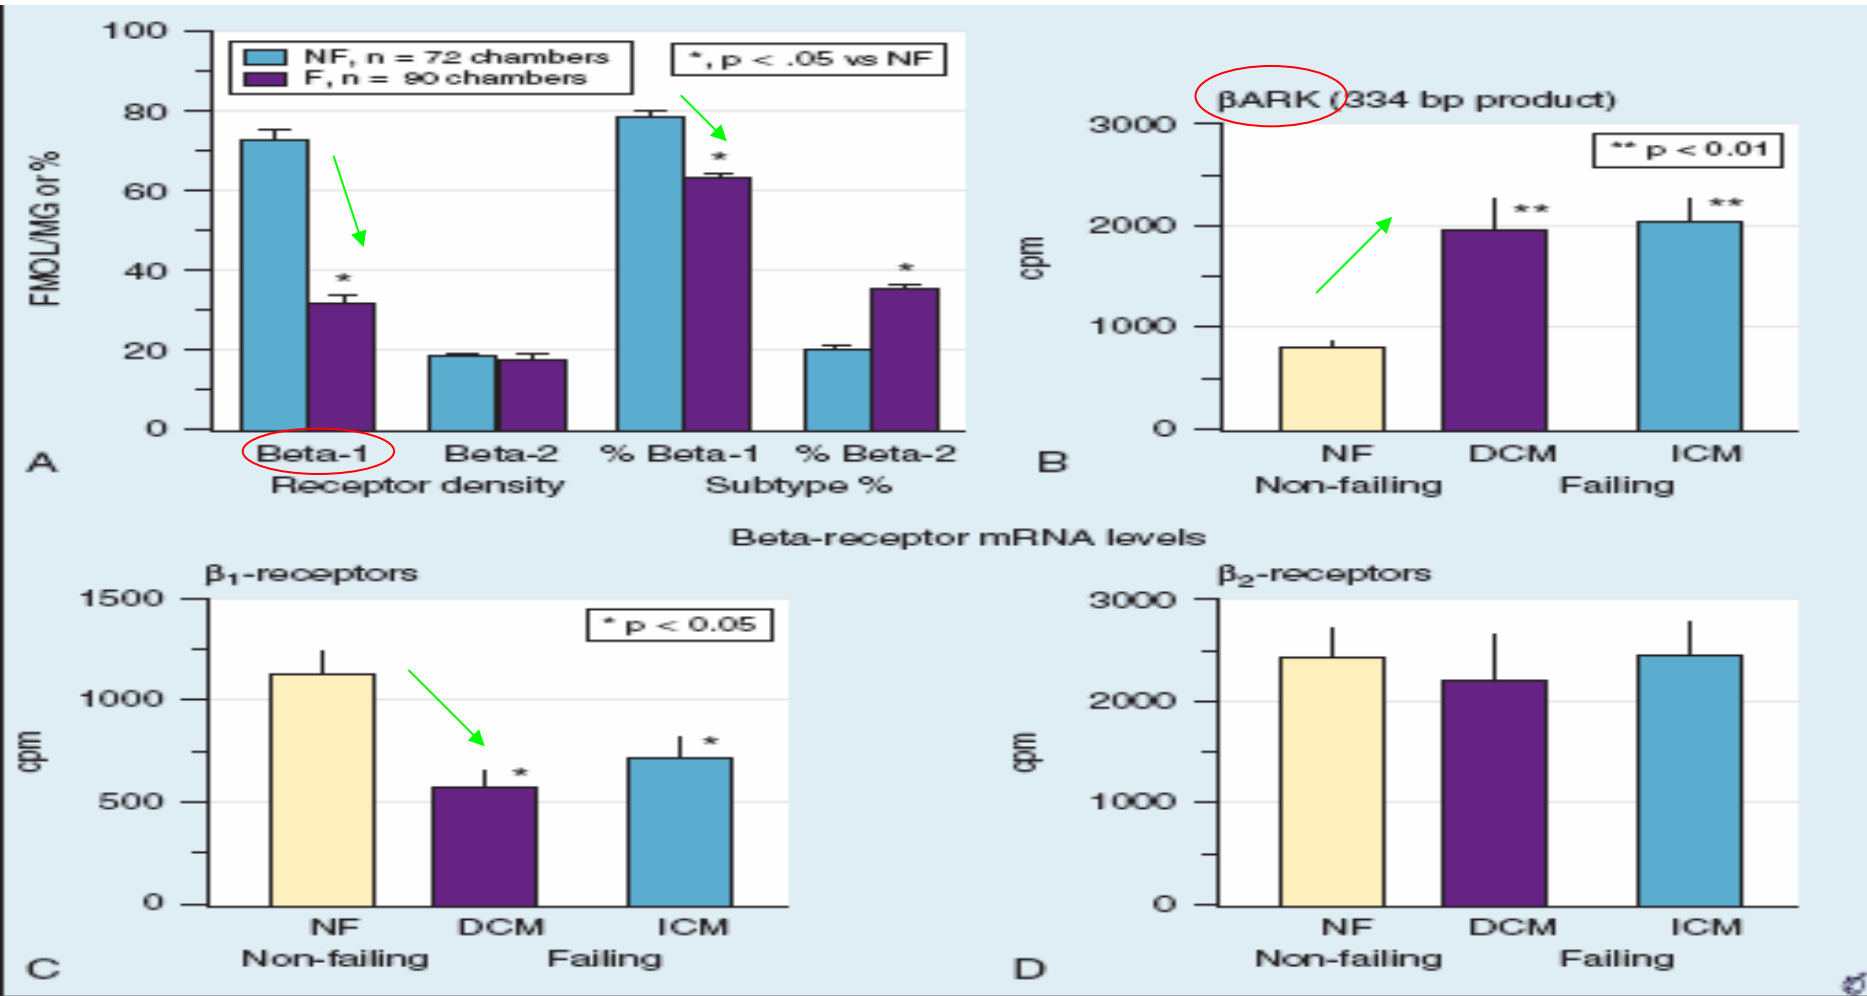 100
80
60
40
20
0
FMOL/MG or %
NF, n = 72 chambers
F, n = 90 chambers
*, p < .05 vs NF
*
*
*
Beta-1 Beta-2 % Beta-1 % Beta-2
Receptor density Subtype %
A
βARK (334 bp product)
3000
2000
1000
0
cpm
** p < 0.01
**
**
NF DCM ICM
Non-failing Failing
B
Beta-receptor mRNA levels
β₁-receptors
1500
1000
500
0
cpm
* p < 0.05
*
*
NF DCM ICM
Non-failing Failing
C
β₂-receptors
3000
2000
1000
0
cpm
NF DCM ICM
Non-failing Failing
D